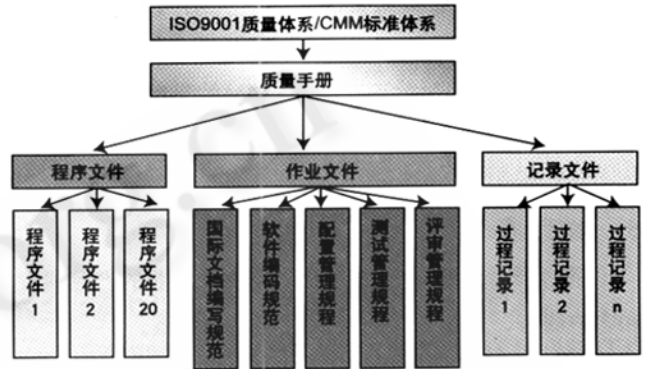 ISO9001质量体系/CMM标准体系
质量手册
程序文件
作业文件
记录文件
程序文件1
程序文件2
程序文件20
国际文档编写规范
软件编码规范
配置管理规程
测试管理规程
评审管理规程
过程记录1
过程记录2
过程记录n